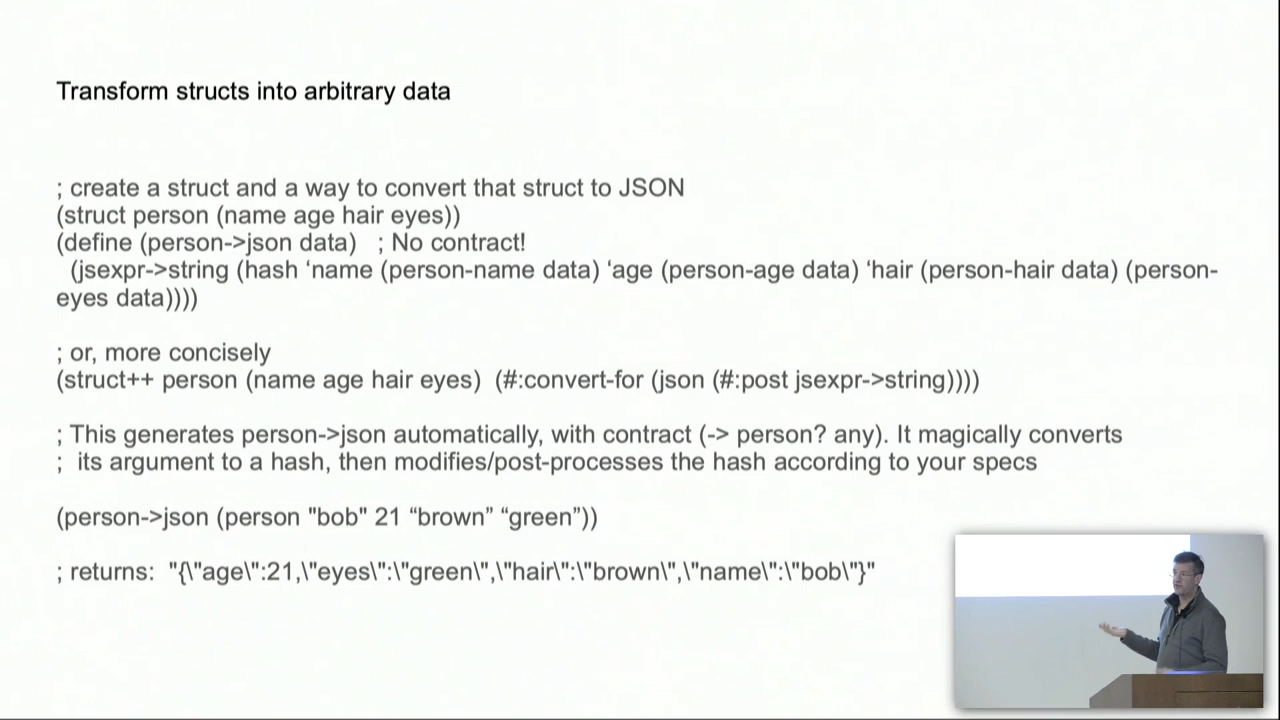 Transform structs into arbitrary data
; create a struct and a way to convert that struct to JSON
(struct person (name age hair eyes))
(define (person->json data)   ; No contract!
(jsexpr->string (hash ‘name (person-name data) ‘age (person-age data) ‘hair (person-hair data) (person-
eyes data))))
; or, more concisely
(struct++ person (name age hair eyes)  (#:convert-for (json (#:post jsexpr->string))))
; This generates person->json automatically, with contract (-> person? any). It magically converts
;  its argument to a hash, then modifies/post-processes the hash according to your specs
(person->json (person "bob" 21 “brown” “green”))
; returns:  "{\"age\":21,\"eyes\":\"green\",\"hair\":\"brown\",\"name\":\"bob\"}"